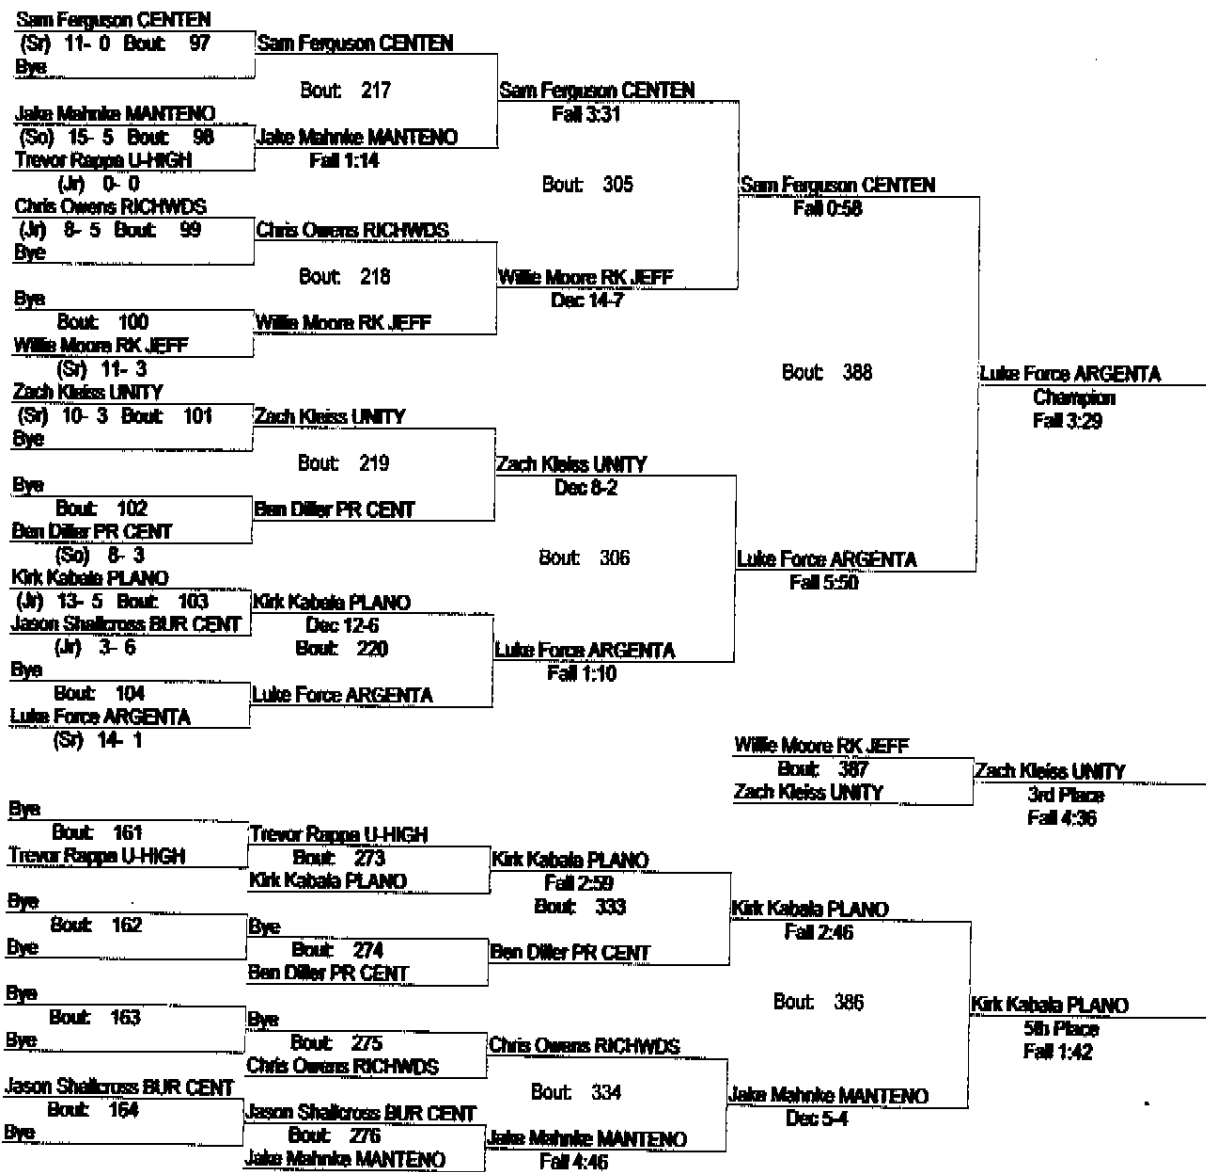 Sam Ferguson CENTEN
(Sr) 11- 0 Bout: 97
Bye
Sam Ferguson CENTEN
Bout: 217
Sam Ferguson CENTEN
Fall 3:31
Jake Mahnke MANTENO
(So) 15- 5 Bout: 98
Trevor Rappa U-HIGH
(Jr) 0- 0
Jake Mahnke MANTENO
Fall 1:14
Bout: 305
Sam Ferguson CENTEN
Fall 0:58
Chris Owens RICHWDS
(Jr) 8- 5 Bout: 99
Bye
Chris Owens RICHWDS
Bout: 218
Willie Moore RK JEFF
Dec 14-7
Bye
Bout: 100
Willie Moore RK JEFF
(Sr) 11- 3
Willie Moore RK JEFF
Bout: 388
Luke Force ARGENTA
Champion
Fall 3:29
Zach Kleiss UNITY
(Sr) 10- 3 Bout: 101
Bye
Zach Kleiss UNITY
Bout: 219
Zach Kleiss UNITY
Dec 8-2
Bye
Bout: 102
Ben Diller PR CENT
(So) 8- 3
Ben Diller PR CENT
Bout: 306
Luke Force ARGENTA
Fall 5:50
Kirk Kabala PLANO
(Jr) 13- 5 Bout: 103
Jason Shallcross BUR CENT
(Jr) 3- 6
Kirk Kabala PLANO
Dec 12-6
Bout: 220
Luke Force ARGENTA
Fall 1:10
Bye
Bout: 104
Luke Force ARGENTA
(Sr) 14- 1
Luke Force ARGENTA
Willie Moore RK JEFF
Bout: 387
Zach Kleiss UNITY
Zach Kleiss UNITY
3rd Place
Fall 4:36
Bye
Bout: 161
Trevor Rappa U-HIGH
Trevor Rappa U-HIGH
Bout: 273
Kirk Kabala PLANO
Kirk Kabala PLANO
Fall 2:59
Bout: 333
Kirk Kabala PLANO
Fall 2:46
Bye
Bout: 162
Bye
Bye
Bout: 274
Ben Diller PR CENT
Ben Diller PR CENT
Bout: 386
Kirk Kabala PLANO
5th Place
Fall 1:42
Bye
Bout: 163
Bye
Bye
Bout: 275
Chris Owens RICHWDS
Chris Owens RICHWDS
Bout: 334
Jake Mahnke MANTENO
Dec 5-4
Jason Shallcross BUR CENT
Bout: 164
Bye
Jason Shallcross BUR CENT
Bout: 276
Jake Mahnke MANTENO
Jake Mahnke MANTENO
Fall 4:46